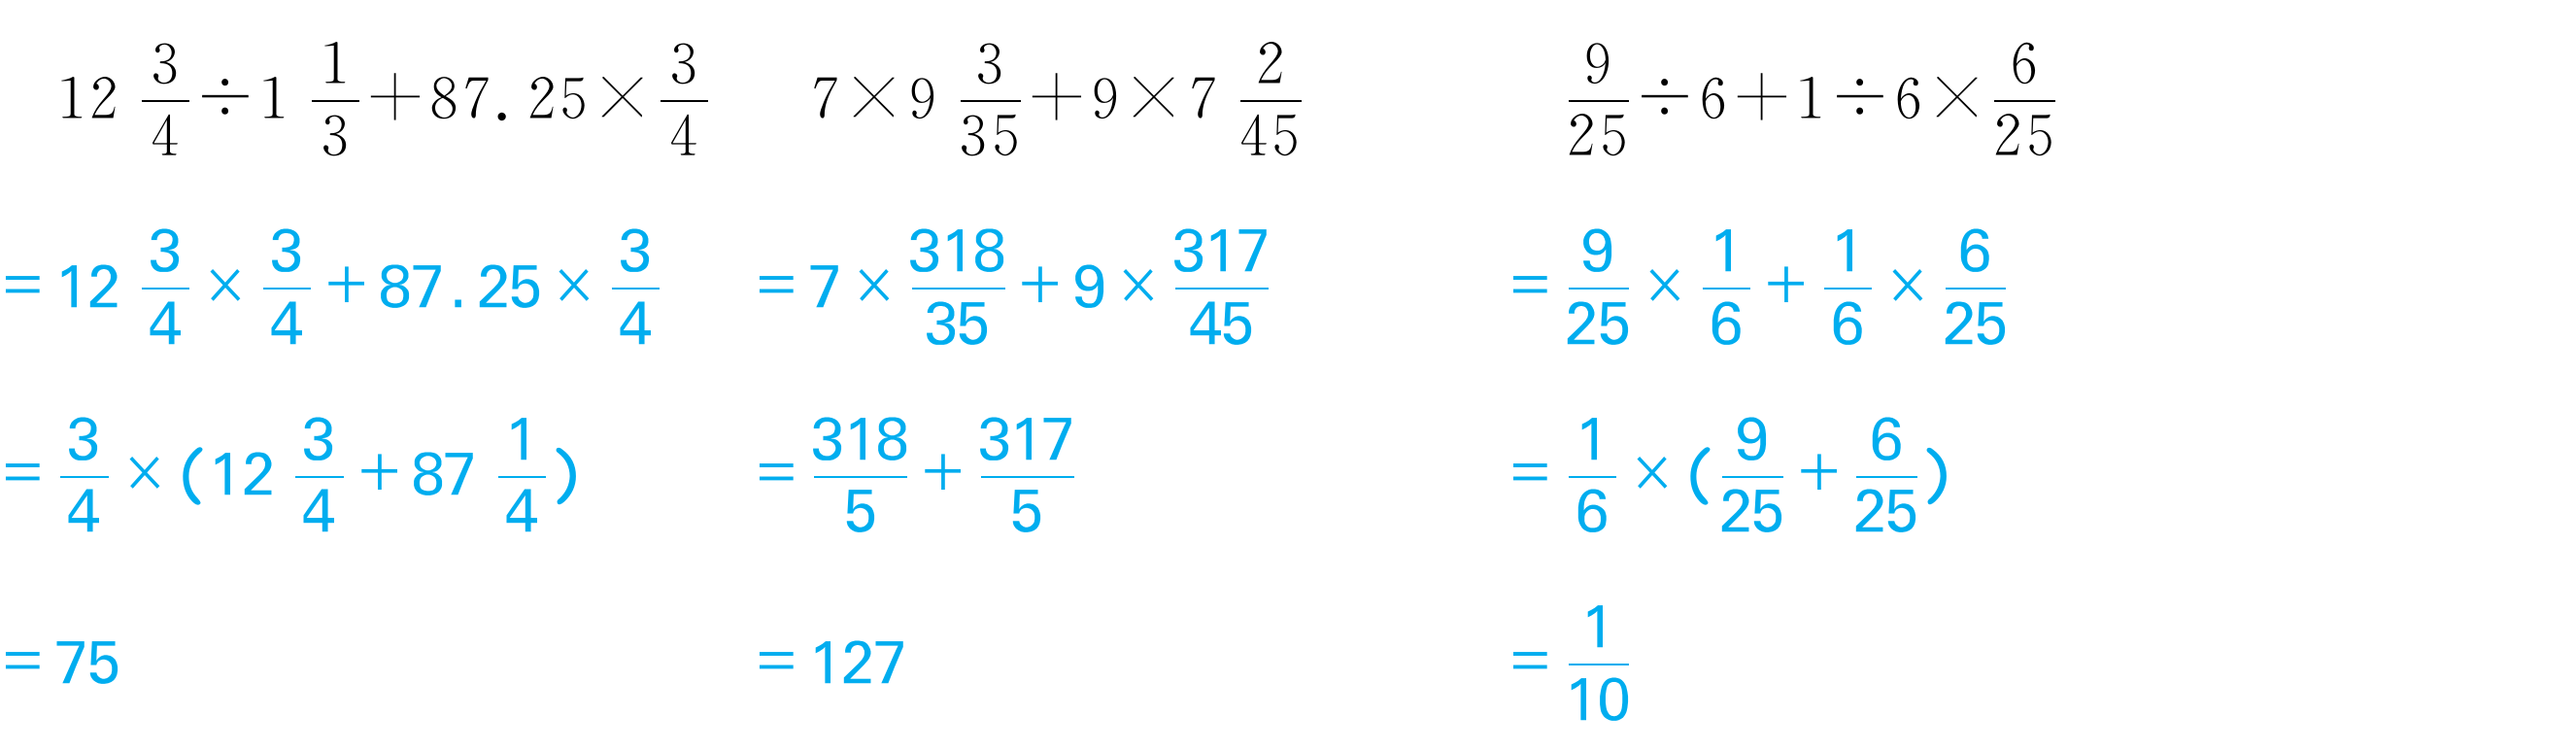 12 3/4 ÷ 1 1/3 + 87.25 × 3/4    7 × 9 3/35 + 9 × 7 2/45    9/25 ÷ 6 + 1 ÷ 6 × 6/25
= 12 3/4 × 3/4 + 87.25 × 3/4    = 7 × 318/35 + 9 × 317/45    = 9/25 × 1/6 + 1/6 × 6/25
= 3/4 × (12 3/4 + 87 1/4)    = 318/5 + 317/5    = 1/6 × (9/25 + 6/25)
= 75    = 127    = 1/10